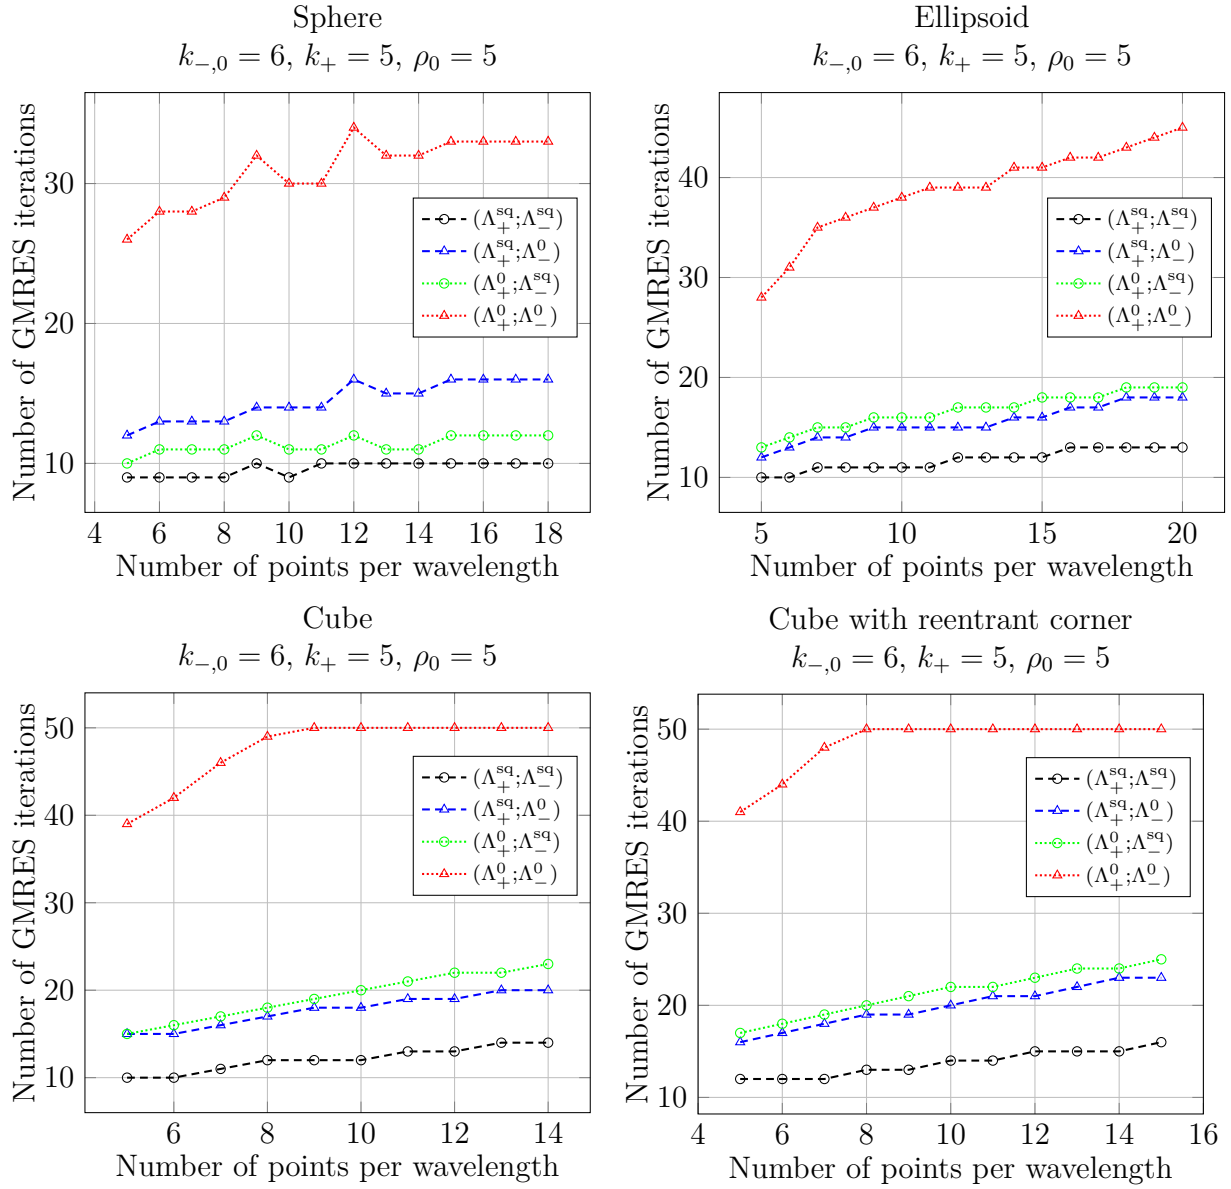 Sphere
k_{−,0} = 6, k_+ = 5, ρ_0 = 5
Number of GMRES iterations
30
20
10
(Λ_+^{sq};Λ_−^{sq})
(Λ_+^{sq};Λ_−^0)
(Λ_+^0;Λ_−^{sq})
(Λ_+^0;Λ_−^0)
4 6 8 10 12 14 16 18
Number of points per wavelength
Ellipsoid
k_{−,0} = 6, k_+ = 5, ρ_0 = 5
Number of GMRES iterations
40
30
20
10
(Λ_+^{sq};Λ_−^{sq})
(Λ_+^{sq};Λ_−^0)
(Λ_+^0;Λ_−^{sq})
(Λ_+^0;Λ_−^0)
5 10 15 20
Number of points per wavelength
Cube
k_{−,0} = 6, k_+ = 5, ρ_0 = 5
Number of GMRES iterations
50
40
30
20
10
(Λ_+^{sq};Λ_−^{sq})
(Λ_+^{sq};Λ_−^0)
(Λ_+^0;Λ_−^{sq})
(Λ_+^0;Λ_−^0)
6 8 10 12 14
Number of points per wavelength
Cube with reentrant corner
k_{−,0} = 6, k_+ = 5, ρ_0 = 5
Number of GMRES iterations
50
40
30
20
10
(Λ_+^{sq};Λ_−^{sq})
(Λ_+^{sq};Λ_−^0)
(Λ_+^0;Λ_−^{sq})
(Λ_+^0;Λ_−^0)
4 6 8 10 12 14 16
Number of points per wavelength